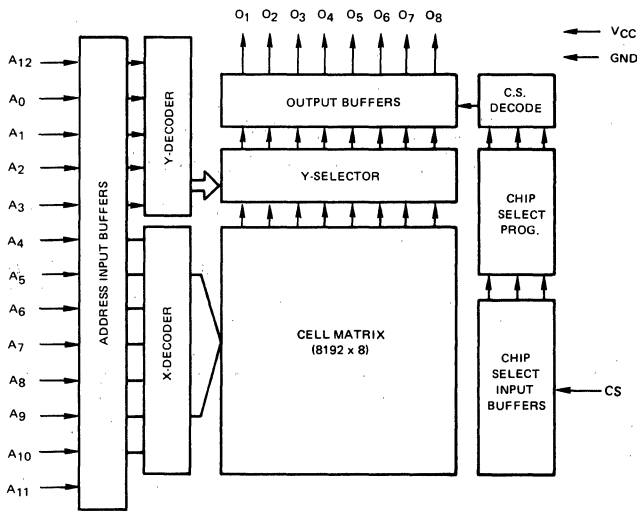 O1 O2 O3 O4 O5 O6 O7 O8
VCC
GND
A12
A0
A1
A2
A3
A4
A5
A6
A7
A8
A9
A10
A11
ADDRESS INPUT BUFFERS
Y-DECODER
X-DECODER
OUTPUT BUFFERS
Y-SELECTOR
CELL MATRIX
(8192 x 8)
C.S.
DECODE
CHIP
SELECT
PROG.
CHIP
SELECT
INPUT
BUFFERS
CS